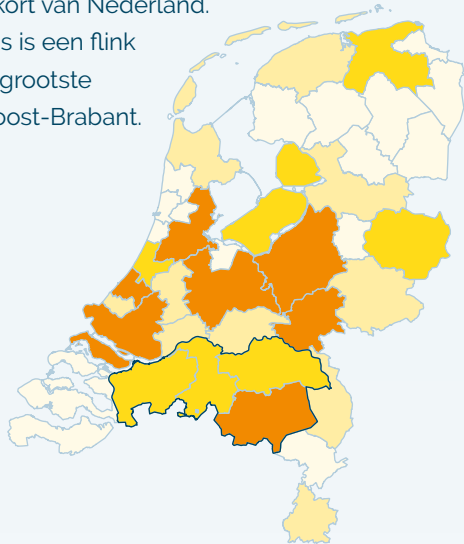 kort van Nederland.
s is een flink
grootste
oost-Brabant.